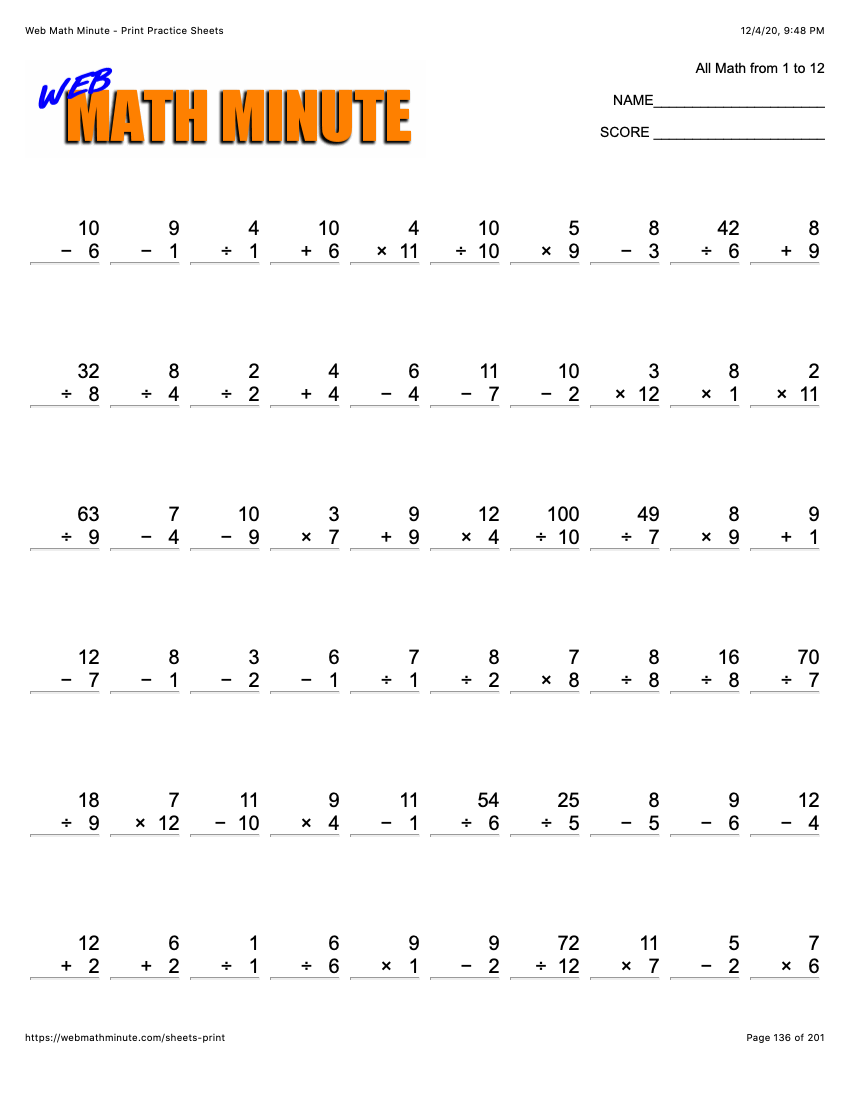 Web Math Minute - Print Practice Sheets 12/4/20, 9:48 PM
WEB
MATH MINUTE
All Math from 1 to 12
NAME______________________
SCORE ______________________
10 9 4 10 4 10 5 8 42 8
− 6 − 1 ÷ 1 + 6 × 11 ÷ 10 × 9 − 3 ÷ 6 + 9
32 8 2 4 6 11 10 3 8 2
÷ 8 ÷ 4 ÷ 2 + 4 − 4 − 7 − 2 × 12 × 1 × 11
63 7 10 3 9 12 100 49 8 9
÷ 9 − 4 − 9 × 7 + 9 × 4 ÷ 10 ÷ 7 × 9 + 1
12 8 3 6 7 8 7 8 16 70
− 7 − 1 − 2 − 1 ÷ 1 ÷ 2 × 8 ÷ 8 ÷ 8 ÷ 7
18 7 11 9 11 54 25 8 9 12
÷ 9 × 12 − 10 × 4 − 1 ÷ 6 ÷ 5 − 5 − 6 − 4
12 6 1 6 9 9 72 11 5 7
+ 2 + 2 ÷ 1 ÷ 6 × 1 − 2 ÷ 12 × 7 − 2 × 6
https://webmathminute.com/sheets-print Page 136 of 201